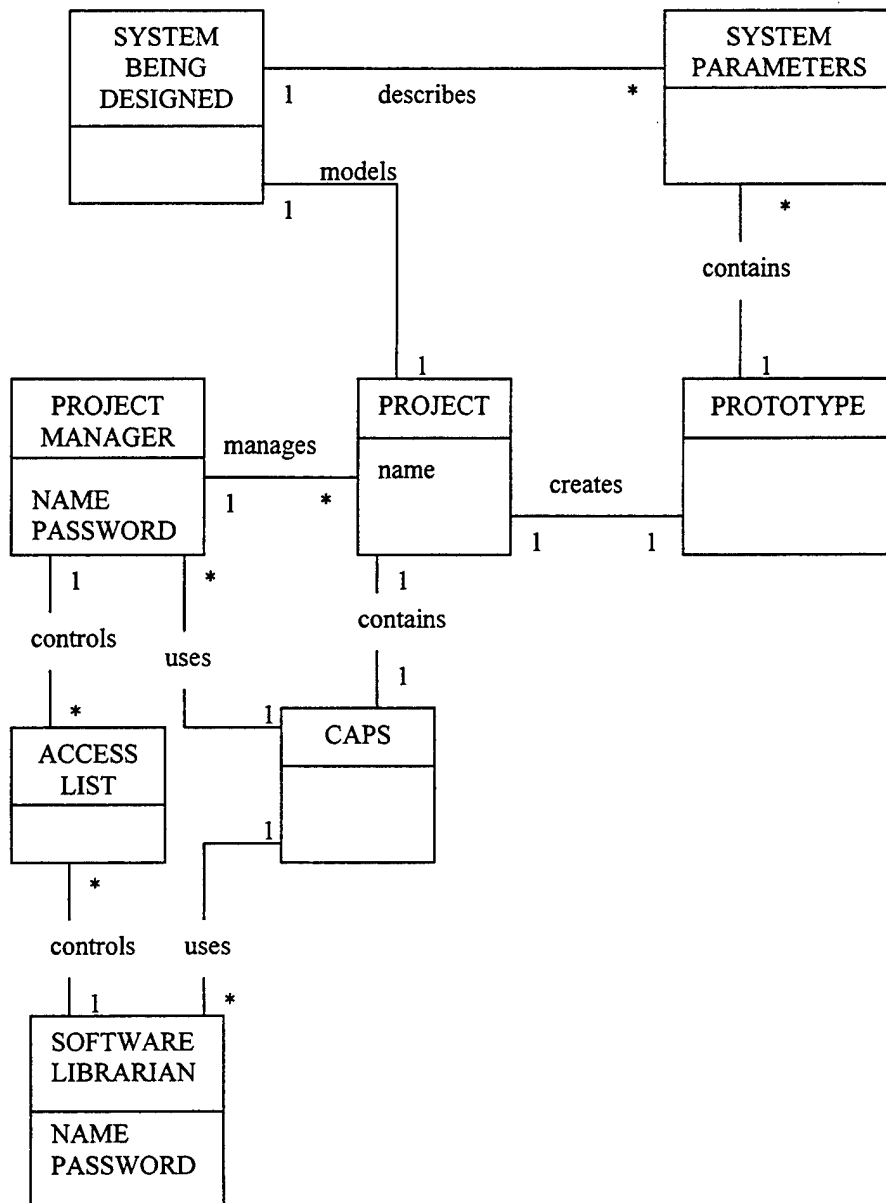 SYSTEM
BEING
DESIGNED
SYSTEM
PARAMETERS
1 describes *
models
1
*
contains
1
1
PROJECT
MANAGER
NAME
PASSWORD
manages
1 *
PROJECT
name
creates
1 1
PROTOTYPE
1
*
1
controls
uses
contains
1
*
1
ACCESS
LIST
CAPS
1
*
controls
uses
1
*
SOFTWARE
LIBRARIAN
NAME
PASSWORD